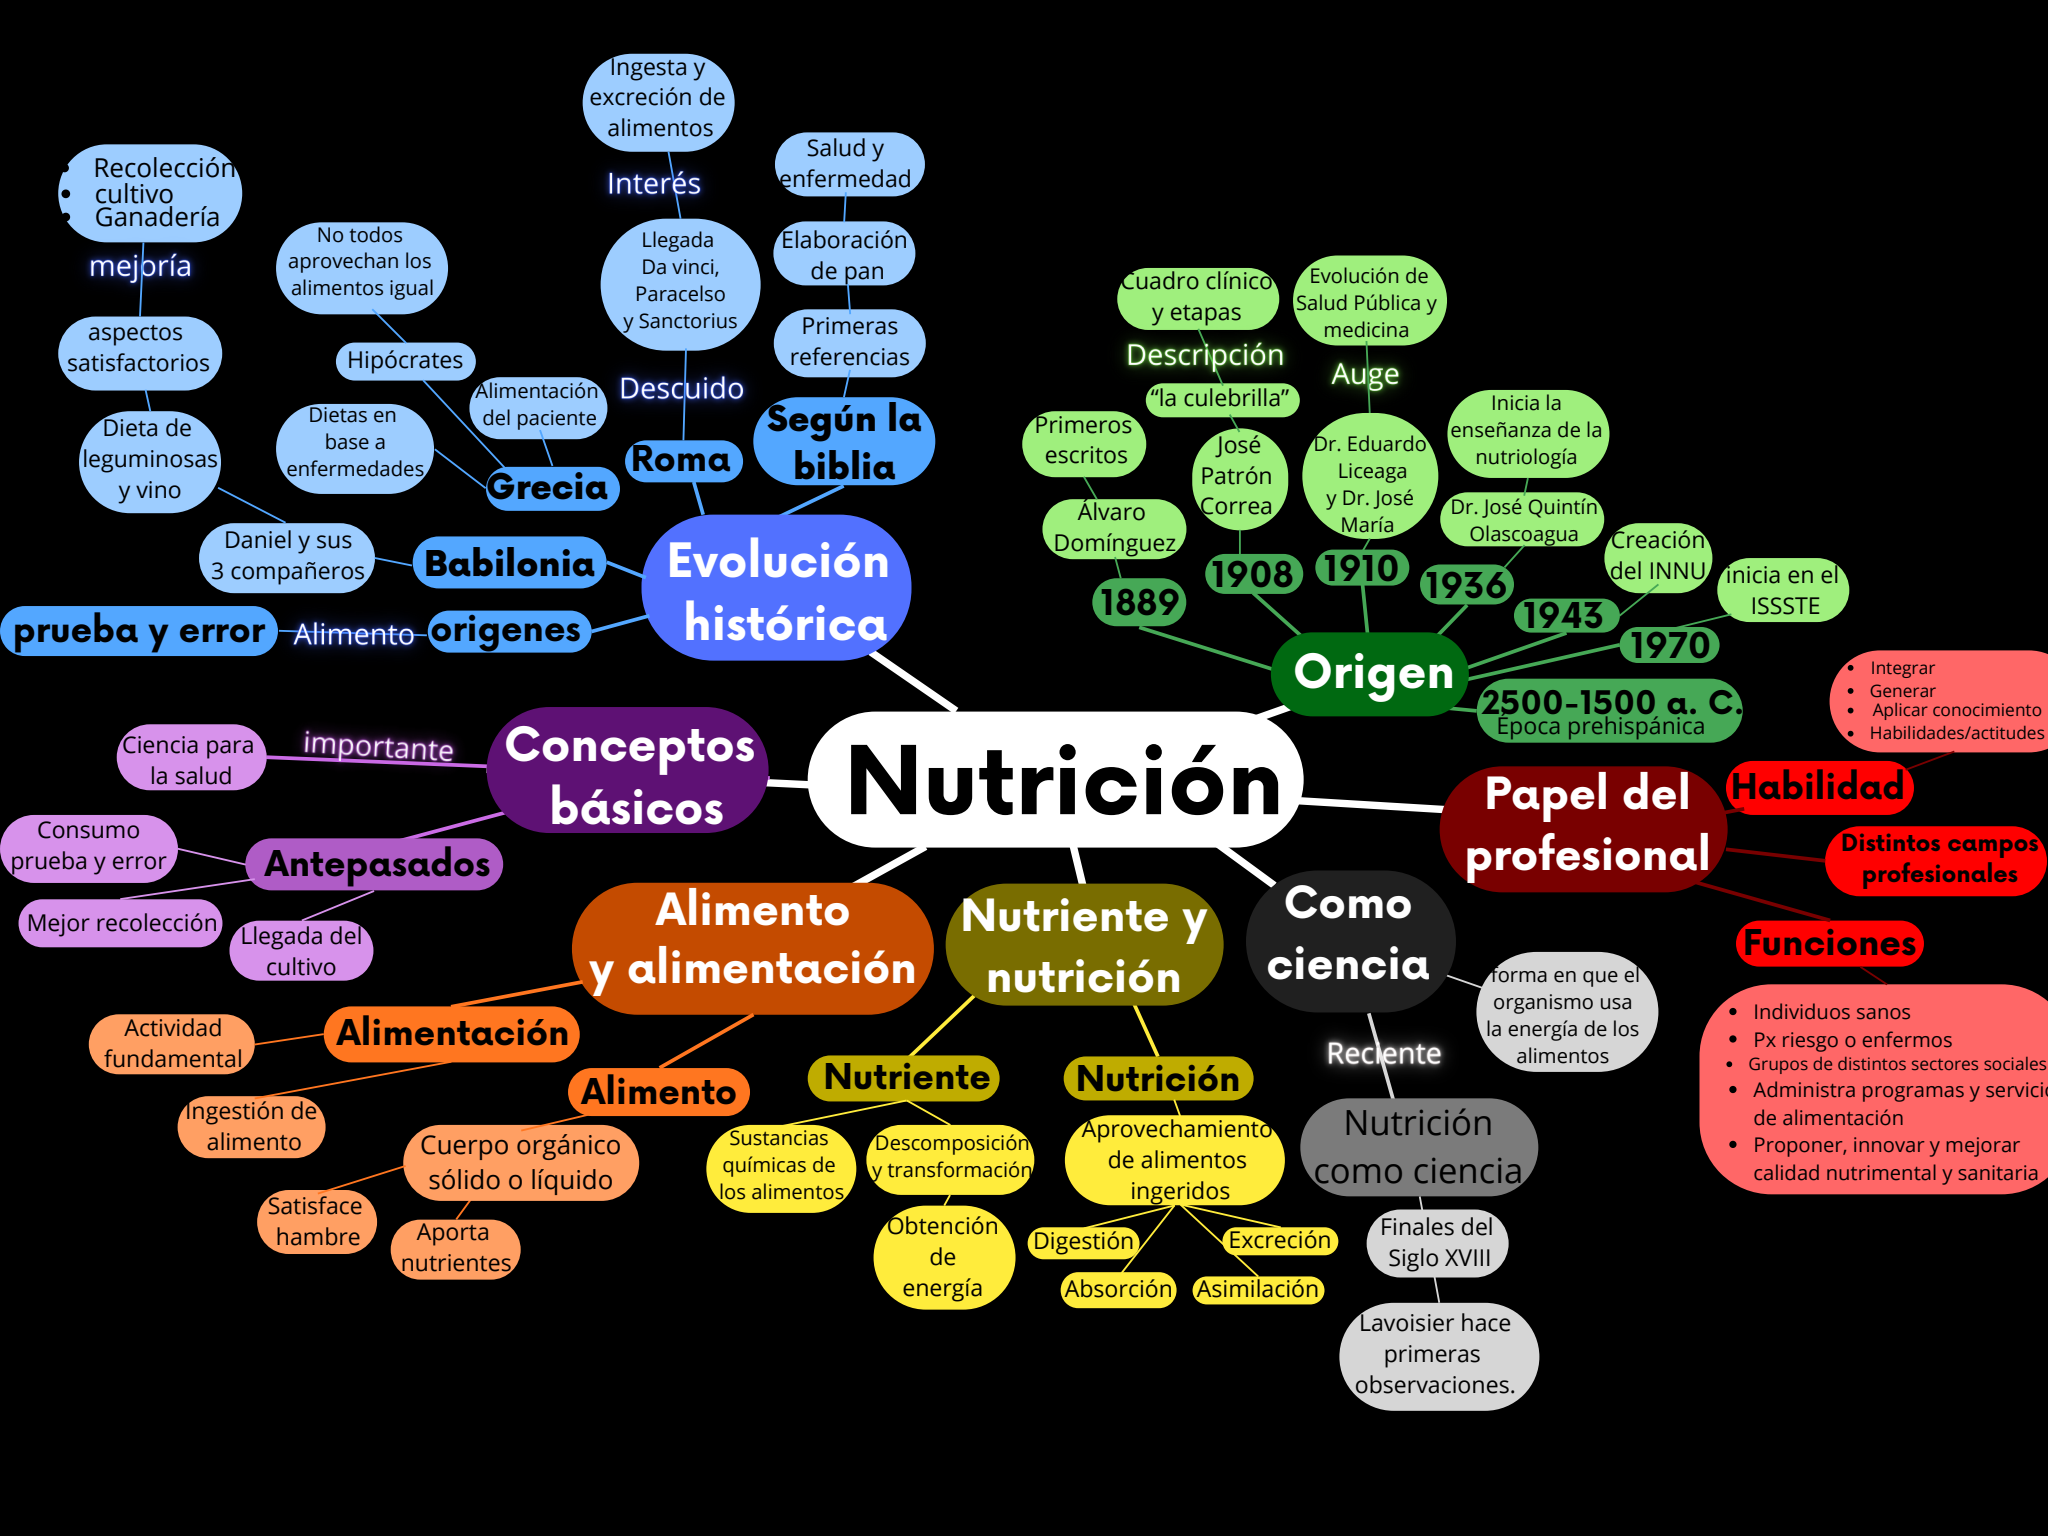 Nutrición
Evolución
histórica
Según la
biblia
Primeras
referencias
Elaboración
de pan
Salud y
enfermedad
Roma
Descuido
Llegada
Da vinci,
Paracelso
y Sanctorius
Interés
Ingesta y
excreción de
alimentos
Grecia
Alimentación
del paciente
Hipócrates
No todos
aprovechan los
alimentos igual
Dietas en
base a
enfermedades
Babilonia
Daniel y sus
3 compañeros
Dieta de
leguminosas
y vino
aspectos
satisfactorios
mejoría
• Recolección
• cultivo
• Ganadería
origenes
Alimento
prueba y error
Origen
1889
Álvaro
Domínguez
Primeros
escritos
1908
José
Patrón
Correa
“la culebrilla”
Descripción
Cuadro clínico
y etapas
1910
Dr. Eduardo
Liceaga
y Dr. José
María
Auge
Evolución de
Salud Pública y
medicina
1936
Dr. José Quintín
Olascoagua
Inicia la
enseñanza de la
nutriología
1943
Creación
del INNU
1970
inicia en el
ISSSTE
2500-1500 a. C.
Época prehispánica
Papel del
profesional
Habilidad
• Integrar
• Generar
• Aplicar conocimiento
• Habilidades/actitudes
Distintos campos
profesionales
Funciones
• Individuos sanos
• Px riesgo o enfermos
• Grupos de distintos sectores sociales
• Administra programas y servicio
de alimentación
• Proponer, innovar y mejorar
calidad nutrimental y sanitaria
Como
ciencia
forma en que el
organismo usa
la energía de los
alimentos
Reciente
Nutrición
como ciencia
Finales del
Siglo XVIII
Lavoisier hace
primeras
observaciones.
Nutriente y
nutrición
Nutriente
Sustancias
químicas de
los alimentos
Descomposición
y transformación
Obtención
de
energía
Nutrición
Aprovechamiento
de alimentos
ingeridos
Digestión
Absorción
Excreción
Asimilación
Alimento
y alimentación
Alimentación
Actividad
fundamental
Ingestión de
alimento
Alimento
Cuerpo orgánico
sólido o líquido
Satisface
hambre
Aporta
nutrientes
Conceptos
básicos
importante
Ciencia para
la salud
Antepasados
Consumo
prueba y error
Mejor recolección
Llegada del
cultivo